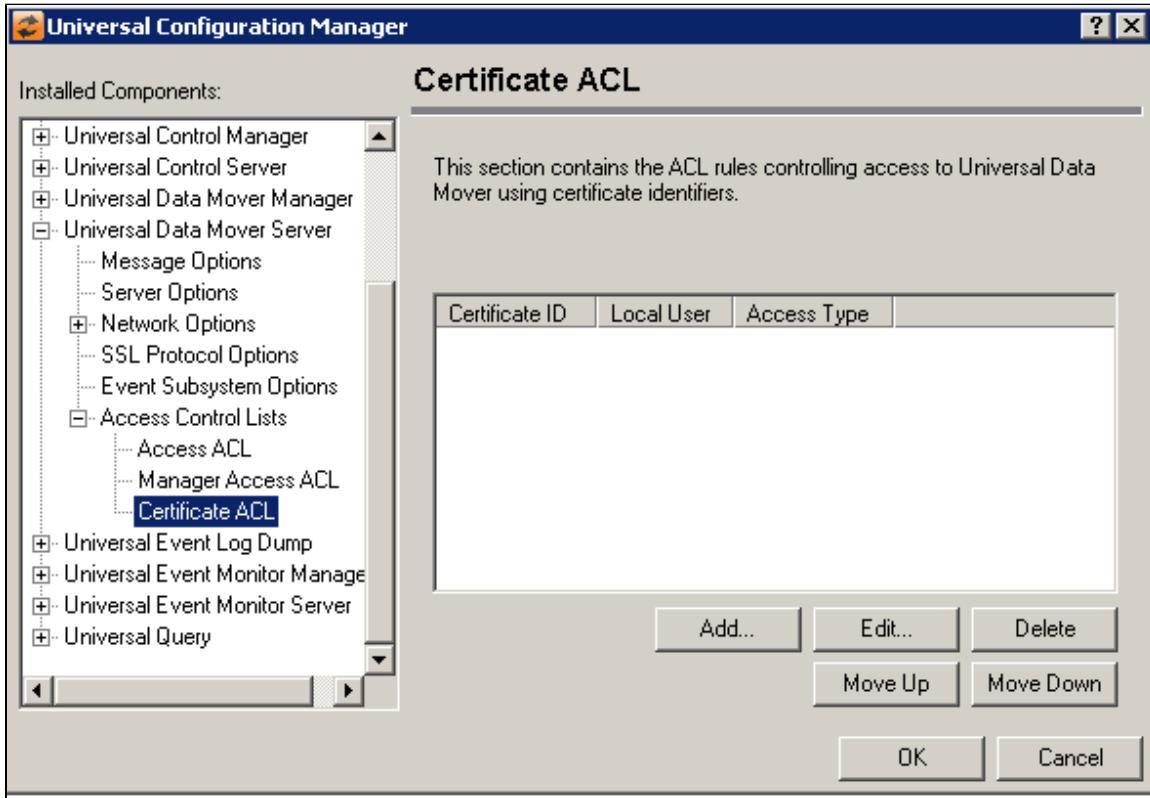 Universal Configuration Manager
Installed Components:
Universal Control Manager
Universal Control Server
Universal Data Mover Manager
Universal Data Mover Server
Message Options
Server Options
Network Options
SSL Protocol Options
Event Subsystem Options
Access Control Lists
Access ACL
Manager Access ACL
Certificate ACL
Universal Event Log Dump
Universal Event Monitor Manage
Universal Event Monitor Server
Universal Query
Certificate ACL
This section contains the ACL rules controlling access to Universal Data
Mover using certificate identifiers.
Certificate ID Local User Access Type
Add... Edit... Delete
Move Up Move Down
OK Cancel